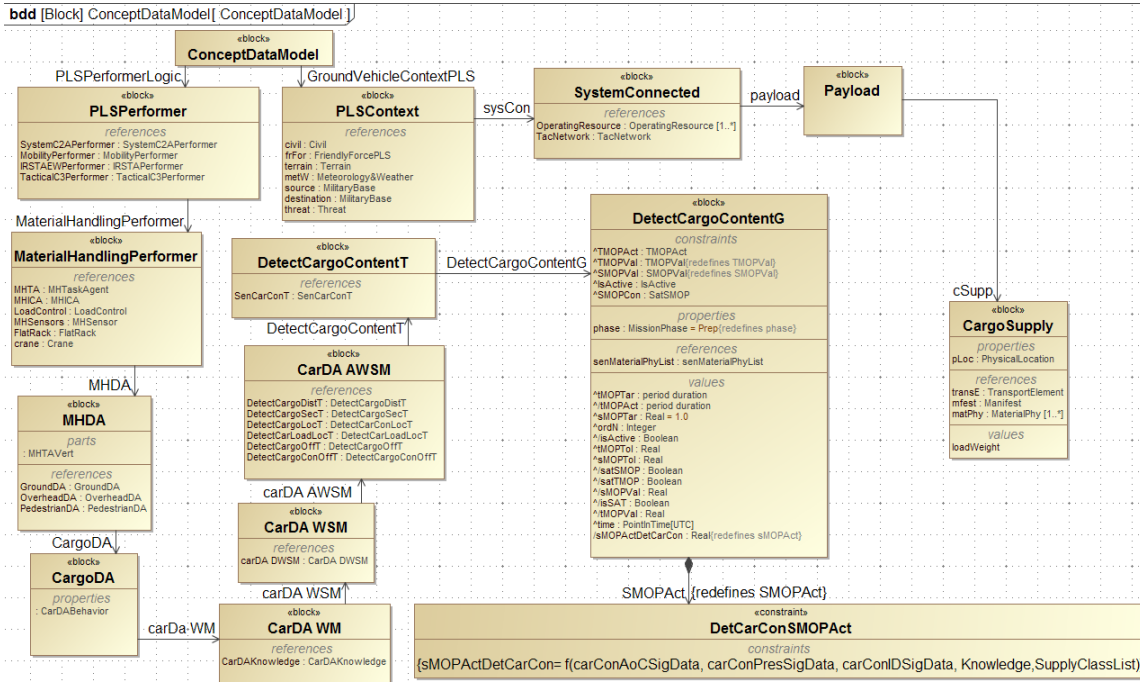 bdd [Block] ConceptDataModel[ ConceptDataModel ]
«block»
ConceptDataModel
PLSPerformerLogic
GroundVehicleContextPLS
«block»
PLSPerformer
references
SystemC2APerformer : SystemC2APerformer
MobilityPerformer : MobilityPerformer
IRSTAEWPerformer : IRSTAPerformer
TacticalC3Performer : TacticalC3Performer
«block»
PLSContext
references
civil : Civil
frFor : FriendlyForcePLS
terrain : Terrain
metW : Meteorology&Weather
source : MilitaryBase
destination : MilitaryBase
threat : Threat
sysCon
«block»
SystemConnected
references
OperatingResource : OperatingResource [1..*]
TacNetwork : TacNetwork
payload
«block»
Payload
MaterialHandlingPerformer
«block»
MaterialHandlingPerformer
references
MHTA : MHTaskAgent
MHICA : MHICA
LoadControl : LoadControl
MHSensors : MHSensor
FlatRack : FlatRack
crane : Crane
«block»
DetectCargoContentT
references
SenCarConT : SenCarConT
DetectCargoContentG
DetectCargoContentT
«block»
DetectCargoContentG
constraints
^TMOPAct : TMOPAct
^TMOPVal : TMOPVal{redefines TMOPVal}
^SMOPVal : SMOPVal{redefines SMOPVal}
^IsActive : IsActive
^SMOPCon : SatSMOP
properties
phase : MissionPhase = Prep{redefines phase}
references
senMaterialPhyList : senMaterialPhyList
values
^tMOPTar : period duration
^/tMOPAct : period duration
^sMOPTar : Real = 1.0
^ordN : Integer
^/isActive : Boolean
^tMOPTol : Real
^sMOPTol : Real
^/satSMOP : Boolean
^/satTMOP : Boolean
^/sMOPVal : Real
^/isSAT : Boolean
^/tMOPVal : Real
^time : PointInTime[UTC]
/sMOPActDetCarCon : Real{redefines sMOPAct}
cSupp
«block»
CargoSupply
properties
pLoc : PhysicalLocation
references
transE : TransportElement
mfest : Manifest
matPhy : MaterialPhy [1..*]
values
loadWeight
MHDA
«block»
MHDA
parts
: MHTAVert
references
GroundDA : GroundDA
OverheadDA : OverheadDA
PedestrianDA : PedestrianDA
«block»
CarDA AWSM
references
DetectCargoDistT : DetectCargoDistT
DetectCargoSecT : DetectCargoSecT
DetectCargoLocT : DetectCarConLocT
DetectCarLoadLocT : DetectCarLoadLocT
DetectCargoOffT : DetectCargoOffT
DetectCargoConOffT : DetectCargoConOffT
carDA AWSM
«block»
CarDA WSM
references
carDA DWSM : CarDA DWSM
carDA WSM
CargoDA
«block»
CargoDA
properties
: CarDABehavior
carDa WM
«block»
CarDA WM
references
CarDAKnowledge : CarDAKnowledge
SMOPAct {redefines SMOPAct}
«constraint»
DetCarConSMOPAct
constraints
{sMOPActDetCarCon= f(carConAoCSigData, carConPresSigData, carConIDSigData, Knowledge,SupplyClassList)}